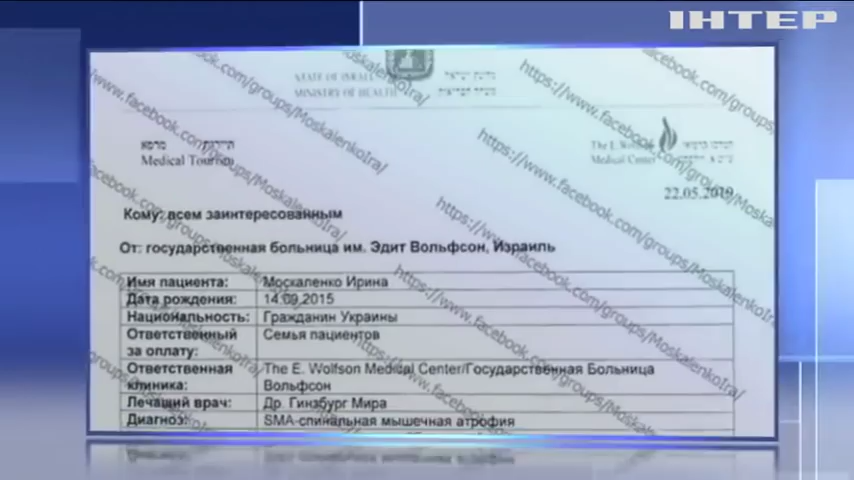 ІНТЕР
STATE OF ISRAEL
MINISTRY OF HEALTH
Medical Tourism
The E. Wolfson
Medical Center
22.05.2019
Кому: всем заинтересованным
От: государственная больница им. Эдит Вольфсон, Израиль
Имя пациента: Москаленко Ирина
Дата рождения: 14.09.2015
Национальность: Гражданин Украины
Ответственный за оплату: Семья пациентов
Ответственная клиника: The E. Wolfson Medical Center/Государственная Больница Вольфсон
Лечащий врач: Др. Гинзбург Мира
Диагноз: SMA-спинальная мышечная атрофия
https://www.facebook.com/groups/MoskalenkoIra/